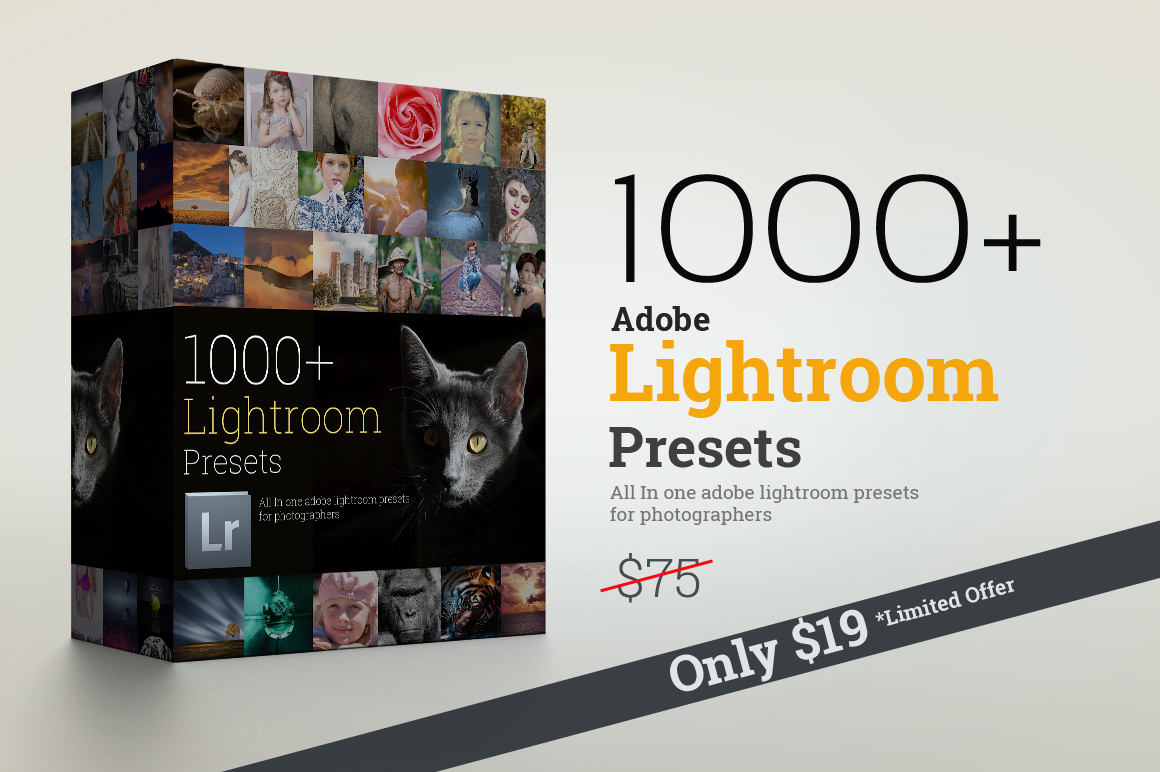 1000+
Lightroom
Presets
Lr
All In one adobe lightroom presets
for photographers
1000+
Adobe
Lightroom
Presets
All In one adobe lightroom presets
for photographers
$75
Only $19 *Limited Offer